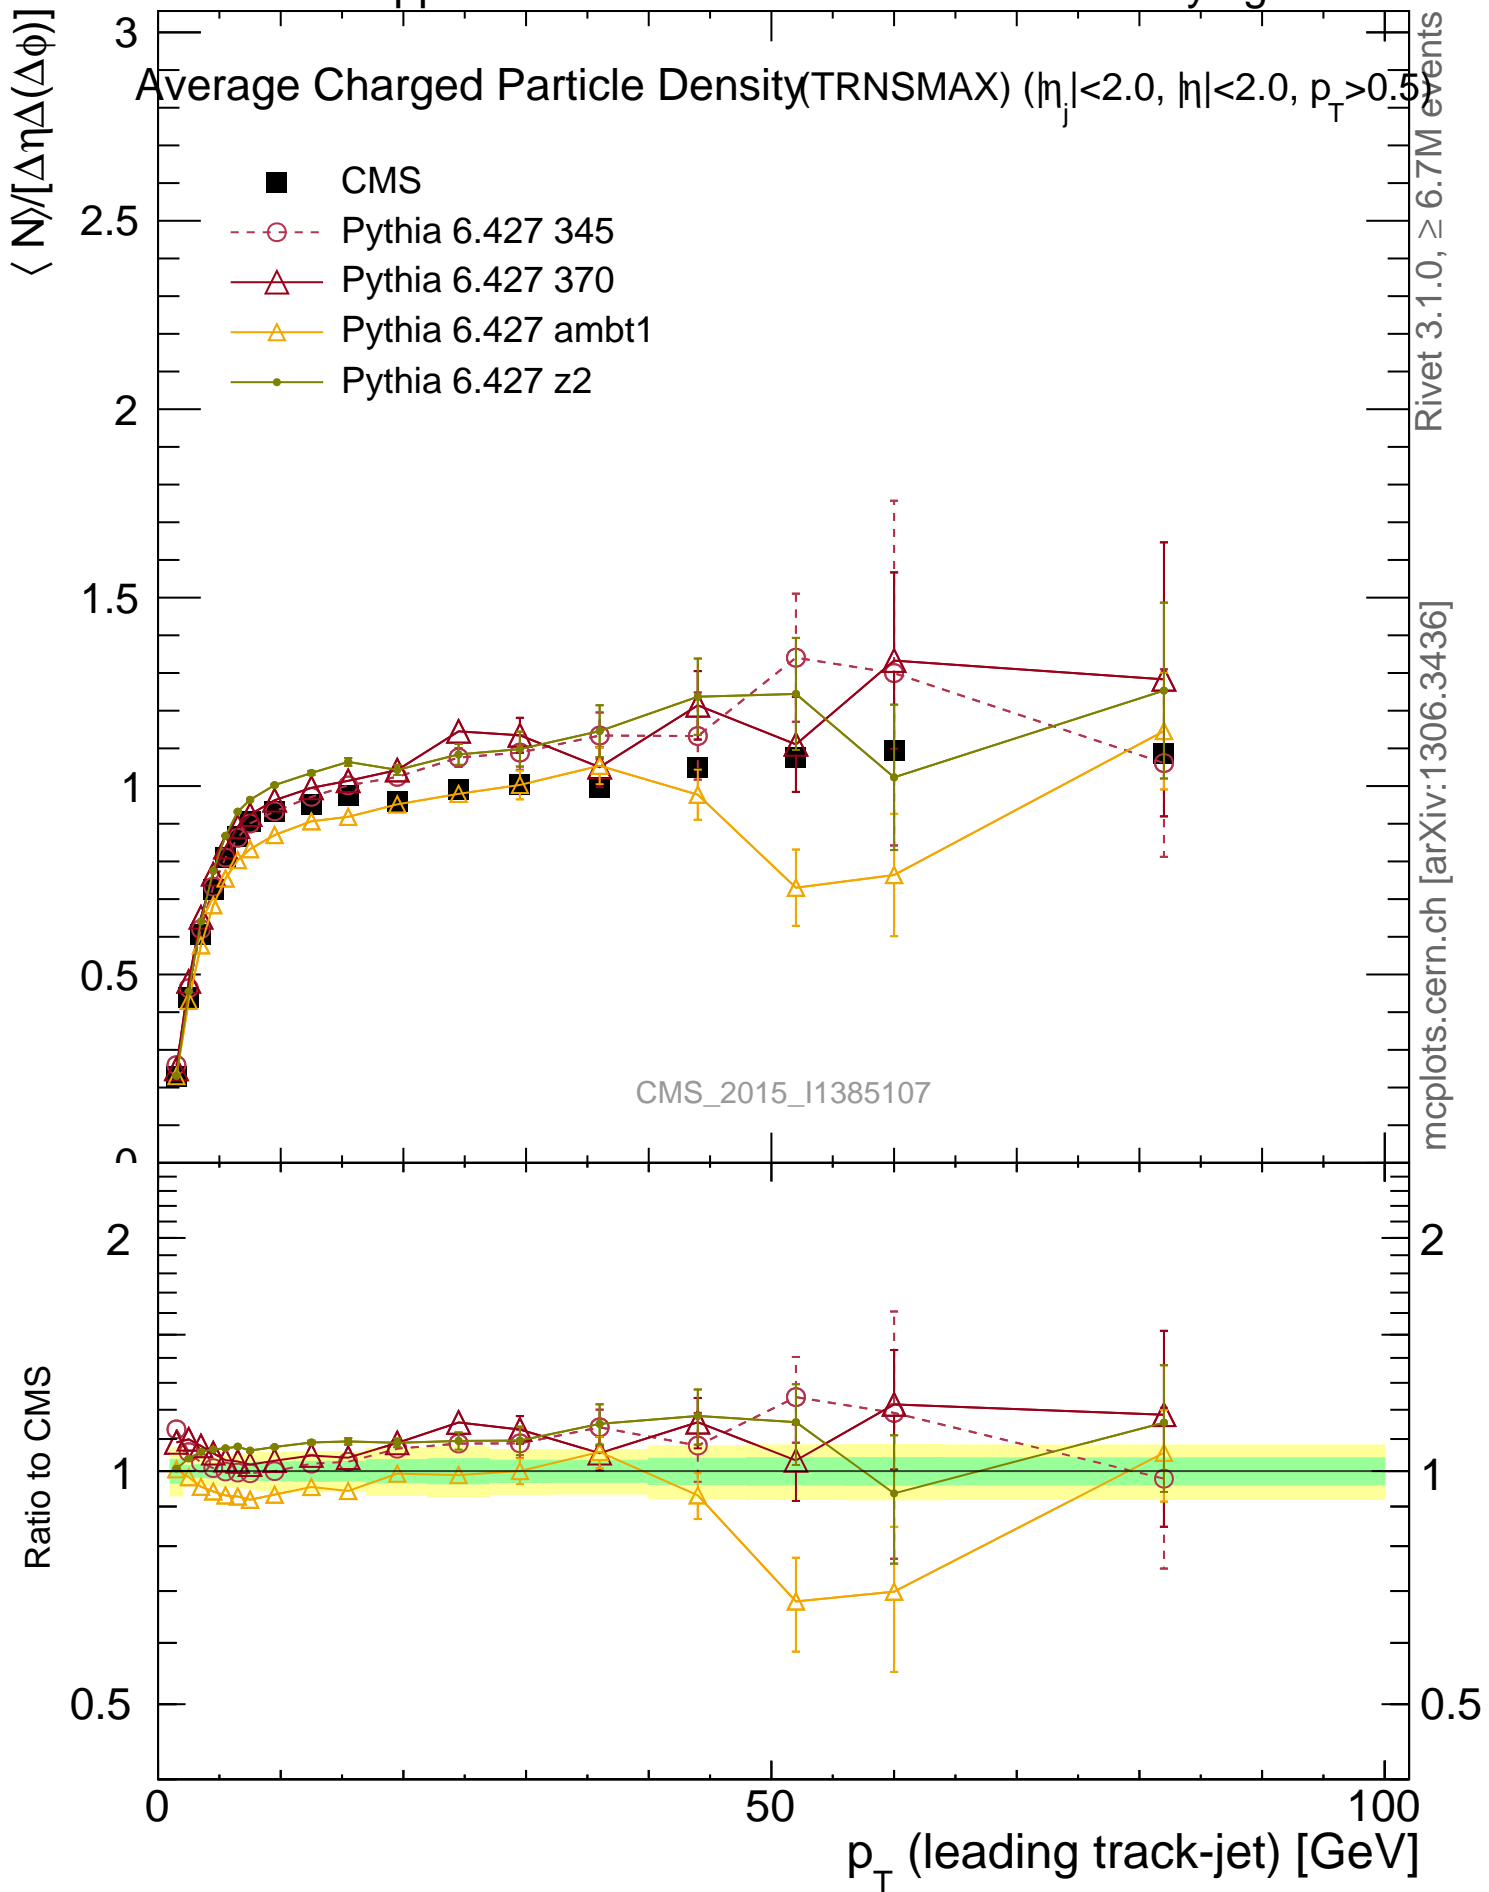 pp
⟨ N⟩/[ΔηΔ(Δϕ)]
Average Charged Particle Density(TRNSMAX) (|η_j|<2.0, |η|<2.0, p_T>0.5)
CMS
Pythia 6.427 345
Pythia 6.427 370
Pythia 6.427 ambt1
Pythia 6.427 z2
3
2.5
2
1.5
1
0.5
0
CMS_2015_I1385107
Rivet 3.1.0, ≥ 6.7M events
mcplots.cern.ch [arXiv:1306.3436]
Ratio to CMS
2
1
0.5
2
1
0.5
0
50
100
p_T (leading track-jet) [GeV]